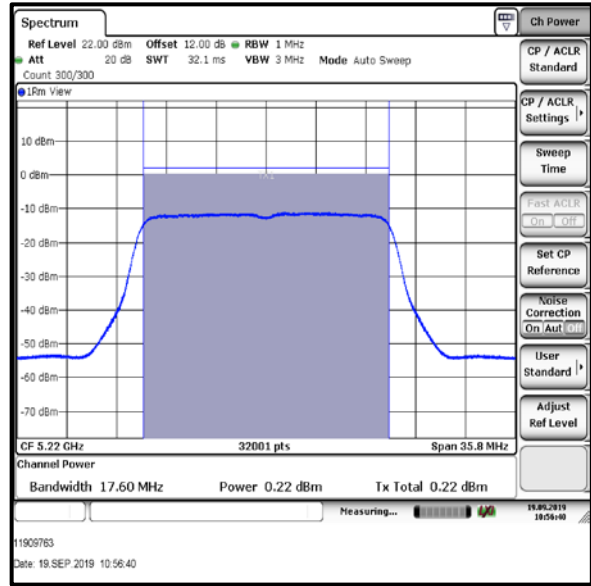 Spectrum
Ref Level 22.00 dBm Offset 12.00 dB RBW 1 MHz
Att 20 dB SWT 32.1 ms VBW 3 MHz Mode Auto Sweep
Count 300/300
1Rm View
10 dBm
0 dBm
-10 dBm
-20 dBm
-30 dBm
-40 dBm
-50 dBm
-60 dBm
-70 dBm
CF 5.22 GHz 32001 pts Span 35.8 MHz
Channel Power
Bandwidth 17.60 MHz Power 0.22 dBm Tx Total 0.22 dBm
Measuring... 19.09.2019
10:56:40
Ch Power
CP / ACLR
Standard
CP / ACLR
Settings
Sweep
Time
Fast ACLR
On Off
Set CP
Reference
Noise
Correction
On Aut Off
User
Standard
Adjust
Ref Level
11909763
Date: 19.SEP.2019 10:56:40